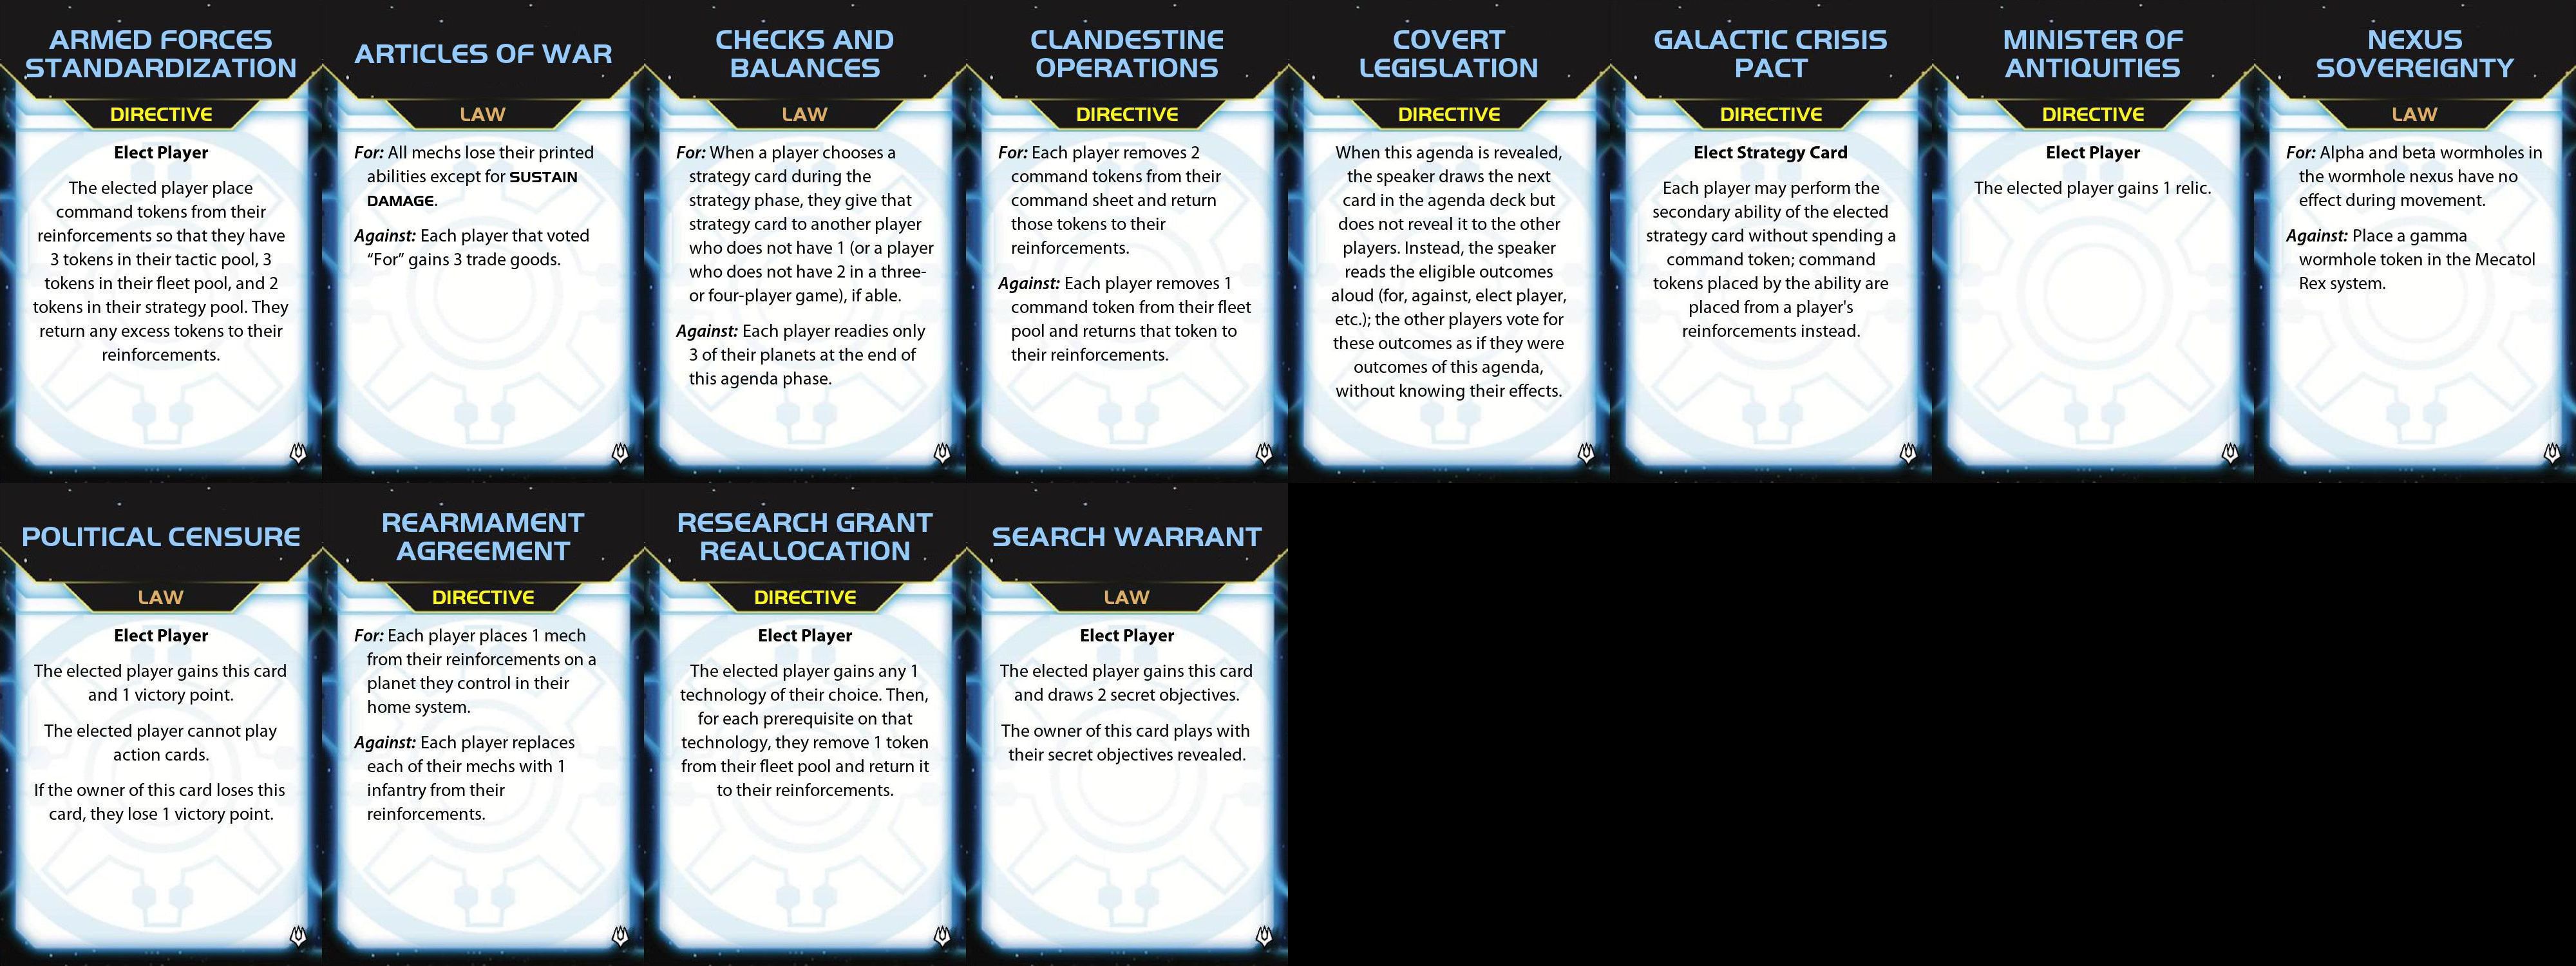 ARMED FORCES
STANDARDIZATION
DIRECTIVE
Elect Player
The elected player place
command tokens from their
reinforcements so that they have
3 tokens in their tactic pool, 3
tokens in their fleet pool, and 2
tokens in their strategy pool. They
return any excess tokens to their
reinforcements.
ARTICLES OF WAR
LAW
For: All mechs lose their printed
abilities except for SUSTAIN
DAMAGE.
Against: Each player that voted
“For” gains 3 trade goods.
CHECKS AND
BALANCES
LAW
For: When a player chooses a
strategy card during the
strategy phase, they give that
strategy card to another player
who does not have 1 (or a player
who does not have 2 in a three-
or four-player game), if able.
Against: Each player readies only
3 of their planets at the end of
this agenda phase.
CLANDESTINE
OPERATIONS
DIRECTIVE
For: Each player removes 2
command tokens from their
command sheet and return
those tokens to their
reinforcements.
Against: Each player removes 1
command token from their fleet
pool and returns that token to
their reinforcements.
COVERT
LEGISLATION
DIRECTIVE
When this agenda is revealed,
the speaker draws the next
card in the agenda deck but
does not reveal it to the other
players. Instead, the speaker
reads the eligible outcomes
aloud (for, against, elect player,
etc.); the other players vote for
these outcomes as if they were
outcomes of this agenda,
without knowing their effects.
GALACTIC CRISIS
PACT
DIRECTIVE
Elect Strategy Card
Each player may perform the
secondary ability of the elected
strategy card without spending a
command token; command
tokens placed by the ability are
placed from a player's
reinforcements instead.
MINISTER OF
ANTIQUITIES
DIRECTIVE
Elect Player
The elected player gains 1 relic.
NEXUS
SOVEREIGNTY
LAW
For: Alpha and beta wormholes in
the wormhole nexus have no
effect during movement.
Against: Place a gamma
wormhole token in the Mecatol
Rex system.
POLITICAL CENSURE
LAW
Elect Player
The elected player gains this card
and 1 victory point.
The elected player cannot play
action cards.
If the owner of this card loses this
card, they lose 1 victory point.
REARMAMENT
AGREEMENT
DIRECTIVE
For: Each player places 1 mech
from their reinforcements on a
planet they control in their
home system.
Against: Each player replaces
each of their mechs with 1
infantry from their
reinforcements.
RESEARCH GRANT
REALLOCATION
DIRECTIVE
Elect Player
The elected player gains any 1
technology of their choice. Then,
for each prerequisite on that
technology, they remove 1 token
from their fleet pool and return it
to their reinforcements.
SEARCH WARRANT
LAW
Elect Player
The elected player gains this card
and draws 2 secret objectives.
The owner of this card plays with
their secret objectives revealed.